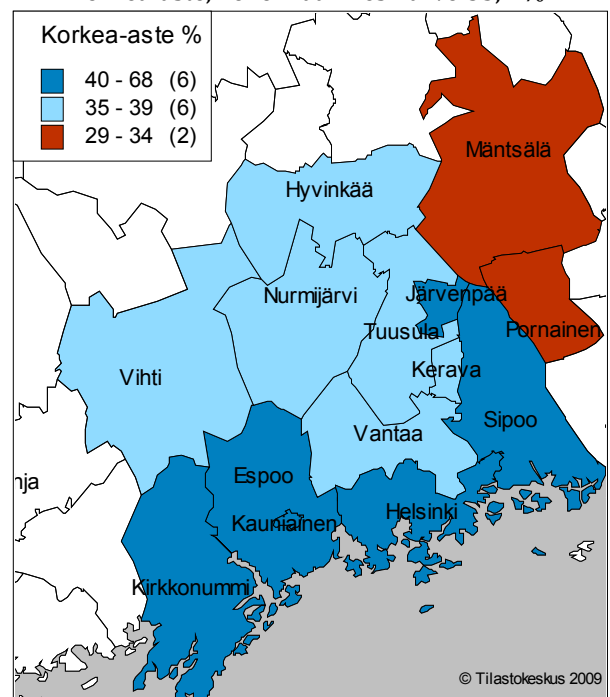 Korkea-aste %
40 - 68 (6)
35 - 39 (6)
29 - 34 (2)
Mäntsälä
Hyvinkää
Nurmijärvi
Järvenpää
Tuusula
Pornainen
Vihti
Kerava
Sipoo
Vantaa
Espoo
nja
Kauniainen
Helsinki
Kirkkonummi
© Tilastokeskus 2009